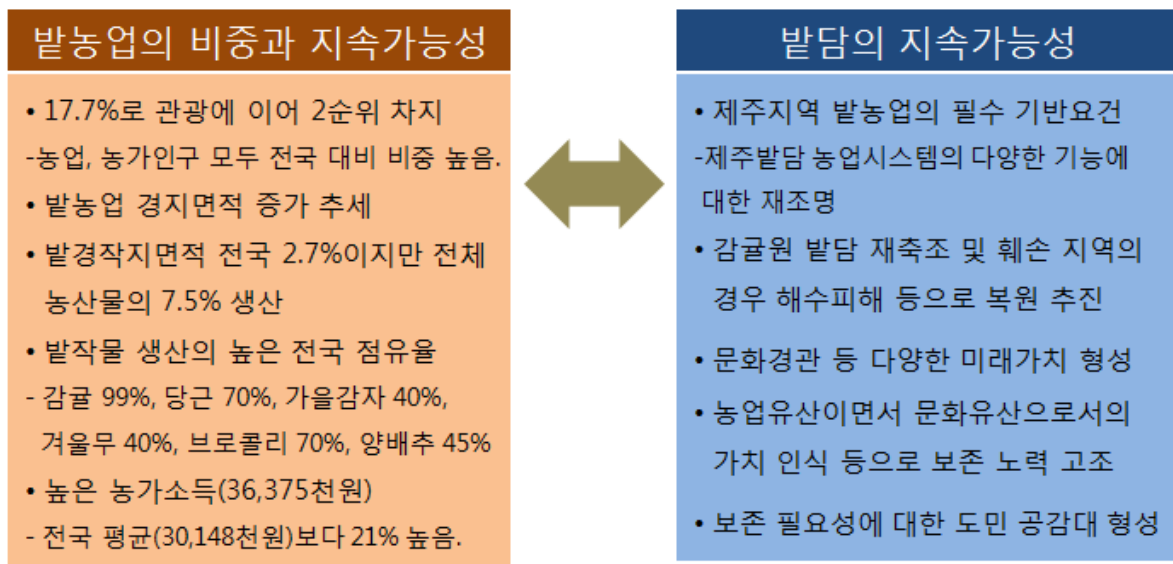 밭농업의 비중과 지속가능성
• 17.7%로 관광에 이어 2순위 차지
-농업, 농가인구 모두 전국 대비 비중 높음.
• 밭농업 경지면적 증가 추세
• 밭경작지면적 전국 2.7%이지만 전체
농산물의 7.5% 생산
• 밭작물 생산의 높은 전국 점유율
- 감귤 99%, 당근 70%, 가을감자 40%,
겨울무 40%, 브로콜리 70%, 양배추 45%
• 높은 농가소득(36,375천원)
- 전국 평균(30,148천원)보다 21% 높음.
밭담의 지속가능성
• 제주지역 밭농업의 필수 기반요건
-제주밭담 농업시스템의 다양한 기능에
대한 재조명
• 감귤원 밭담 재축조 및 훼손 지역의
경우 해수피해 등으로 복원 추진
• 문화경관 등 다양한 미래가치 형성
• 농업유산이면서 문화유산으로서의
가치 인식 등으로 보존 노력 고조
• 보존 필요성에 대한 도민 공감대 형성